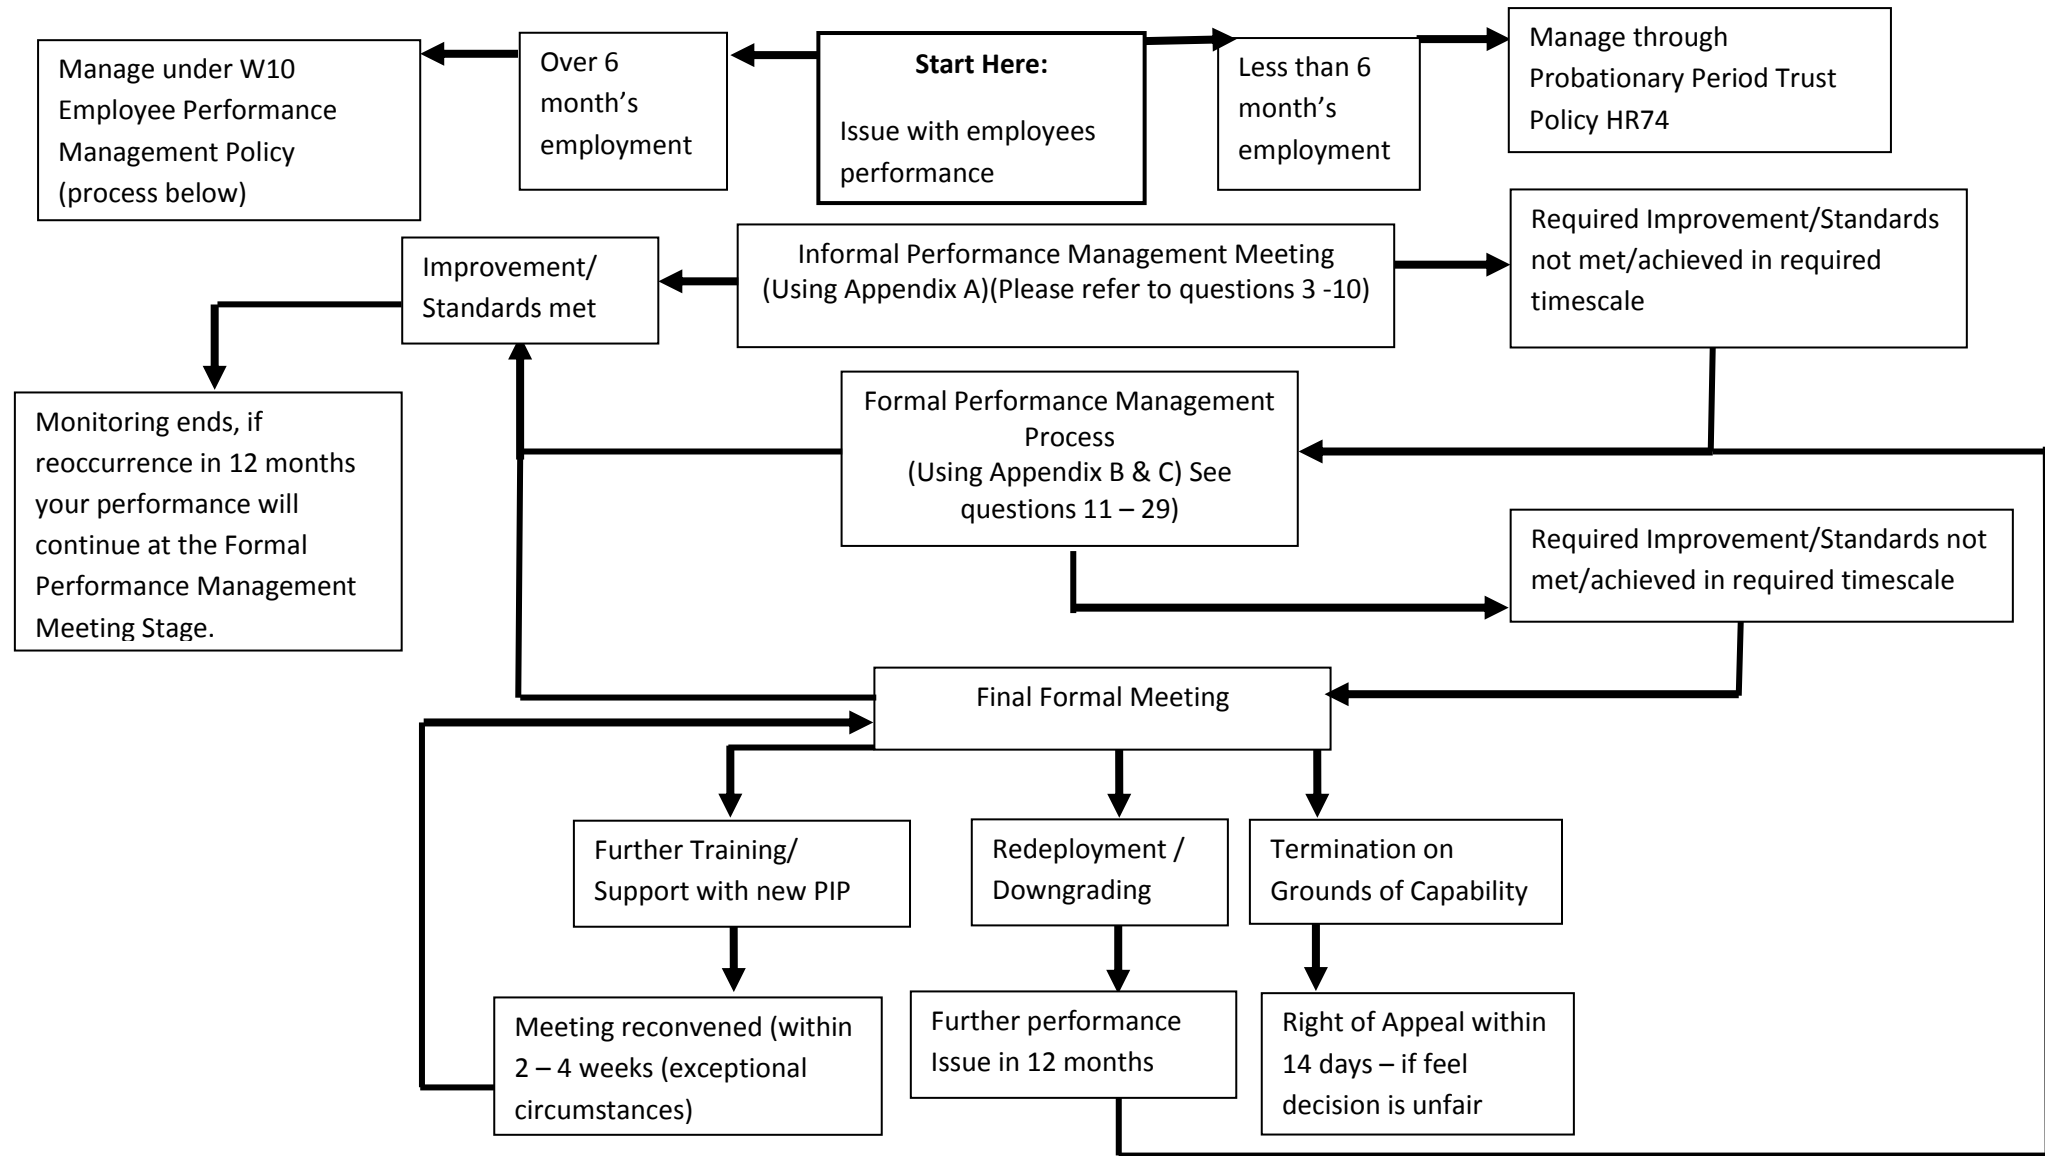 Manage under W10
Employee Performance
Management Policy
(process below)
Over 6
month’s
employment
Start Here:
Issue with employees
performance
Less than 6
month’s
employment
Manage through
Probationary Period Trust
Policy HR74
Improvement/
Standards met
Informal Performance Management Meeting
(Using Appendix A)(Please refer to questions 3 -10)
Required Improvement/Standards
not met/achieved in required
timescale
Monitoring ends, if
reoccurrence in 12 months
your performance will
continue at the Formal
Performance Management
Meeting Stage.
Formal Performance Management
Process
(Using Appendix B & C) See
questions 11 – 29)
Required Improvement/Standards not
met/achieved in required timescale
Final Formal Meeting
Further Training/
Support with new PIP
Redeployment /
Downgrading
Termination on
Grounds of Capability
Meeting reconvened (within
2 – 4 weeks (exceptional
circumstances)
Further performance
Issue in 12 months
Right of Appeal within
14 days – if feel
decision is unfair